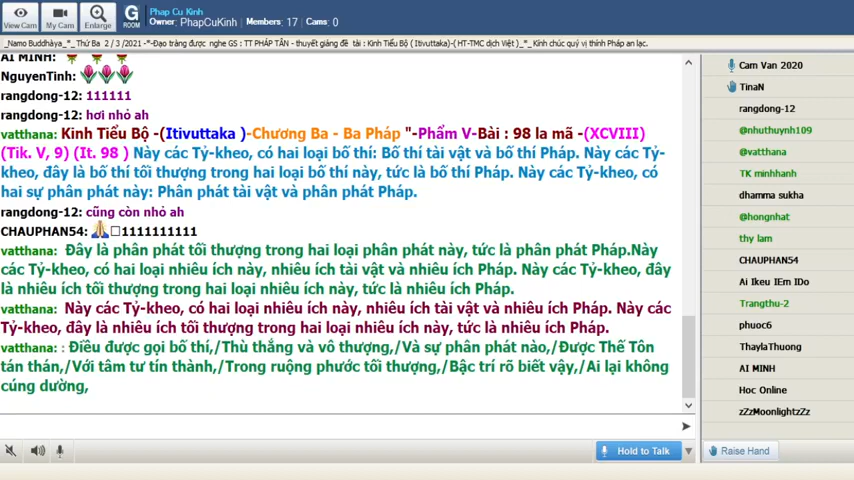 View Cam
My Cam
Enlarge
G
ROOM
Phap Cu Kinh
Owner: PhapCuKinh | Members: 17 | Cams: 0
_Namo Buddhàya_*_ Thứ Ba 2 / 3 /2021 -*-Đạo tràng được nghe GS : TT PHÁP TÂN - thuyết giảng đề tài : Kinh Tiểu Bộ ( Itivuttaka)-( HT-TMC dịch Việt )_*_ Kính chúc quý vị thính Pháp an lạc.
AI MINH:
NguyenTinh:
rangdong-12: 111111
rangdong-12: hơi nhỏ ah
vatthana: Kinh Tiểu Bộ -(Itivuttaka )-Chương Ba - Ba Pháp "-Phẩm V-Bài : 98 la mã -(XCVIII)
(Tik. V, 9) (It. 98 ) Này các Tỷ-kheo, có hai loại bố thí: Bố thí tài vật và bố thí Pháp. Này các Tỷ-
kheo, đây là bố thí tối thượng trong hai loại bố thí này, tức là bố thí Pháp. Này các Tỷ-kheo, có
hai sự phân phát này: Phân phát tài vật và phân phát Pháp.
rangdong-12: cũng còn nhỏ ah
CHAUPHAN54: 🙏□1111111111
vatthana: Đây là phân phát tối thượng trong hai loại phân phát này, tức là phân phát Pháp.Này
các Tỷ-kheo, có hai loại nhiêu ích này, nhiêu ích tài vật và nhiêu ích Pháp. Này các Tỷ-kheo, đây
là nhiêu ích tối thượng trong hai loại nhiêu ích này, tức là nhiêu ích Pháp.
vatthana: Này các Tỷ-kheo, có hai loại nhiêu ích này, nhiêu ích tài vật và nhiêu ích Pháp. Này các
Tỷ-kheo, đây là nhiêu ích tối thượng trong hai loại nhiêu ích này, tức là nhiêu ích Pháp.
vatthana: : Điều được gọi bố thí,/Thù thắng và vô thượng,/Và sự phân phát nào,/Được Thế Tôn
tán thán,/Với tâm tư tín thành,/Trong ruộng phước tối thượng,/Bậc trí rõ biết vậy,/Ai lại không
cúng dường,
Hold to Talk
Cam Van 2020
TinaN
rangdong-12
@nhuthuynh109
@vatthana
TK minhhanh
dhamma sukha
@hongnhat
thy lam
CHAUPHAN54
Ai Ikeu IEm IDo
Trangthu-2
phuoc6
ThaylaThuong
AI MINH
Hoc Online
zZzMoonlightzZz
Raise Hand